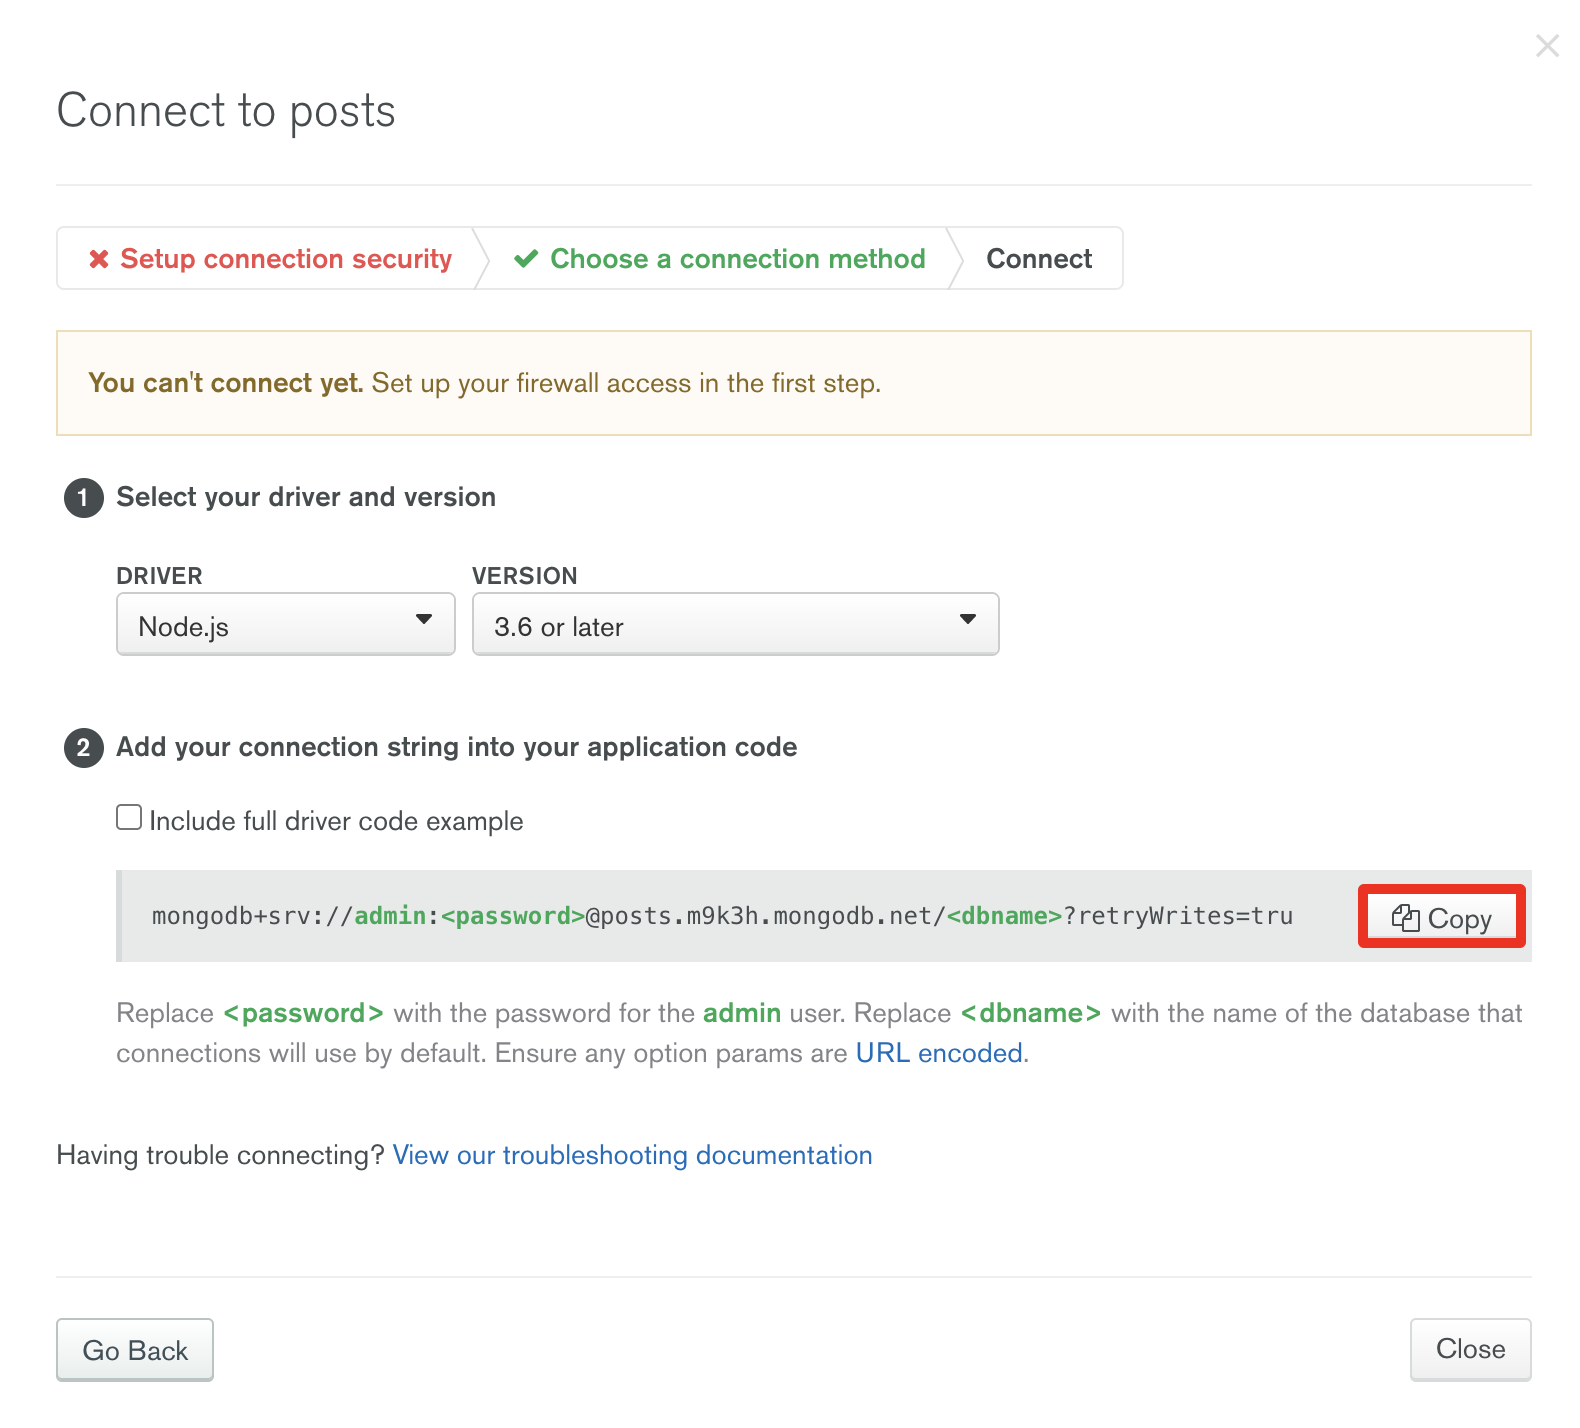 Connect to posts
Setup connection security
Choose a connection method
Connect
You can't connect yet. Set up your firewall access in the first step.
1 Select your driver and version
DRIVER VERSION
Node.js 3.6 or later
2 Add your connection string into your application code
Include full driver code example
mongodb+srv://admin:<password>@posts.m9k3h.mongodb.net/<dbname>?retryWrites=tru
Copy
Replace <password> with the password for the admin user. Replace <dbname> with the name of the database that
connections will use by default. Ensure any option params are URL encoded.
Having trouble connecting? View our troubleshooting documentation
Go Back
Close